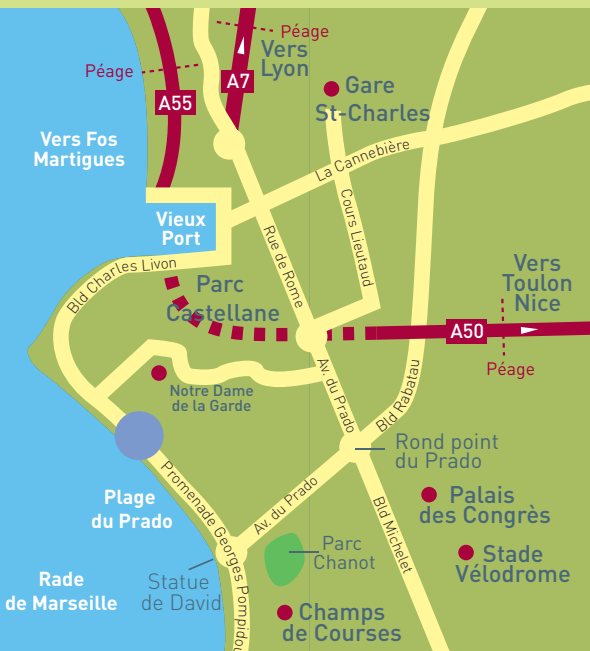 Péage
Vers
Lyon
Péage
A7
Gare
St-Charles
A55
Vers Fos
Martigues
La Cannebière
Cours Lieutaud
Vieux
Port
Rue de Rome
Bld Charles Livon
Parc
Castellane
Vers
Toulon
Nice
A50
Péage
Notre Dame
de la Garde
Av. du Prado
Bld Rabatau
Rond point
du Prado
Plage
du Prado
Promenade Georges Pompidou
Av. du Prado
Bld Michelet
Palais
des Congrès
Parc
Chanot
Stade
Vélodrome
Rade
de Marseille
Statue
de David
Champs
de Courses